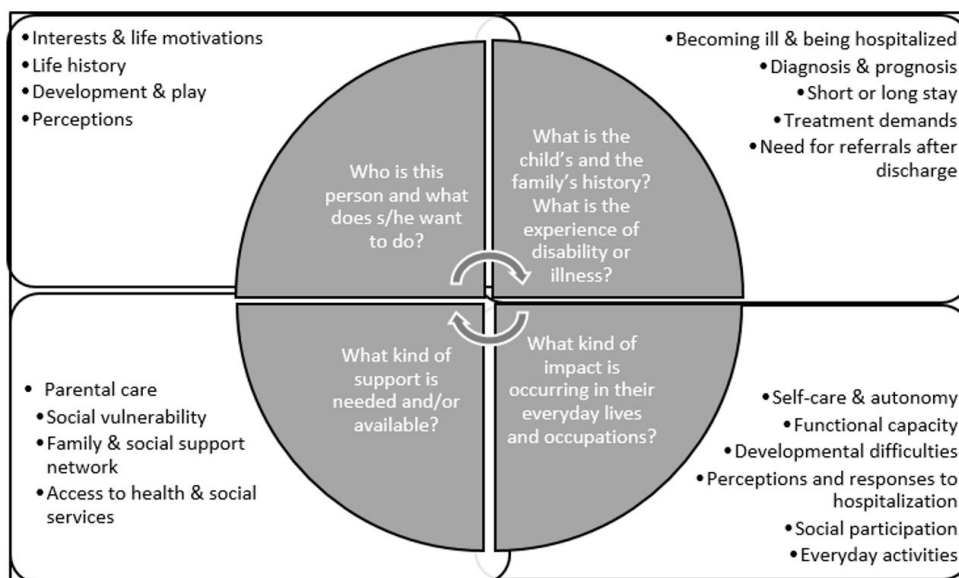 •Interests & life motivations
•Life history
•Development & play
•Perceptions
•Becoming ill & being hospitalized
•Diagnosis & prognosis
•Short or long stay
•Treatment demands
•Need for referrals after
discharge
Who is this
person and what
does s/he want
to do?
What is the
child's and the
family's history?
What is the
experience of
disability or
illness?
What kind of
support is
needed and/or
available?
What kind of
impact is
occurring in their
everyday lives
and occupations?
• Parental care
•Social vulnerability
•Family & social support
network
•Access to health & social
services
•Self-care & autonomy
•Functional capacity
•Developmental difficulties
•Perceptions and responses to
hospitalization
•Social participation
•Everyday activities